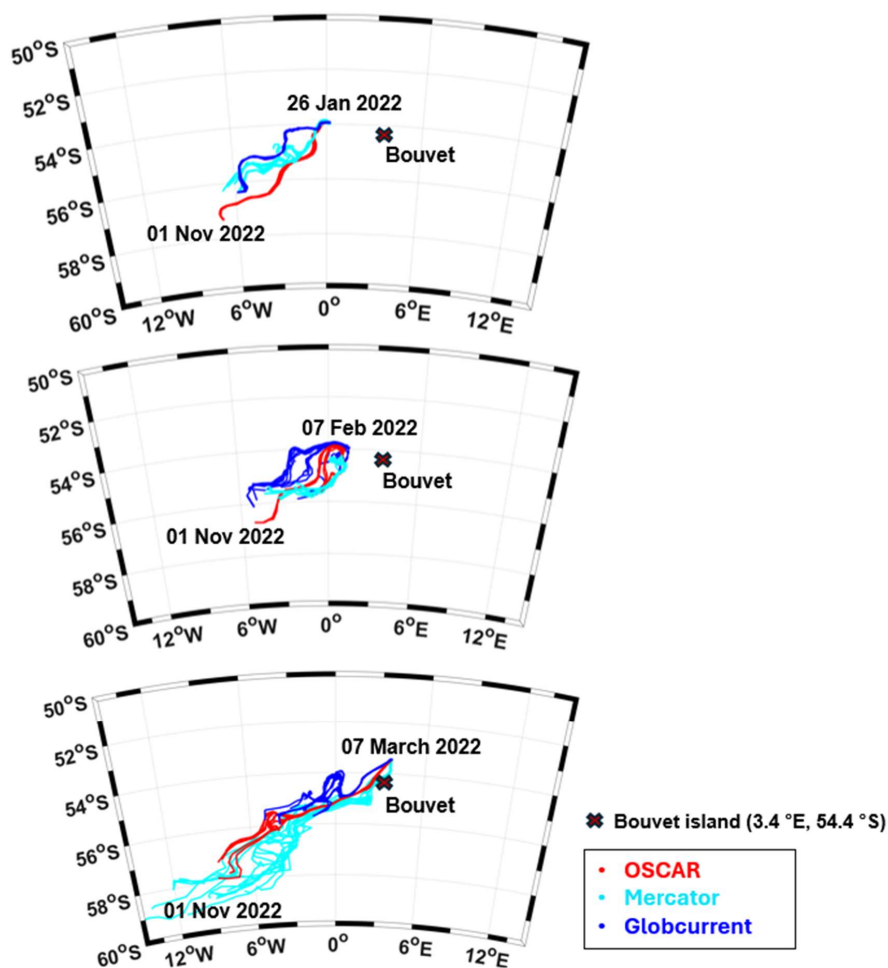 50°S
52°S
54°S
56°S
58°S
60°S
26 Jan 2022
Bouvet
01 Nov 2022
12°W 6°W 0° 6°E 12°E
50°S
52°S
54°S
56°S
58°S
60°S
07 Feb 2022
Bouvet
01 Nov 2022
12°W 6°W 0° 6°E 12°E
50°S
52°S
54°S
56°S
58°S
60°S
07 March 2022
Bouvet
01 Nov 2022
12°W 6°W 0° 6°E 12°E
Bouvet island (3.4 °E, 54.4 °S)
OSCAR
Mercator
Globcurrent